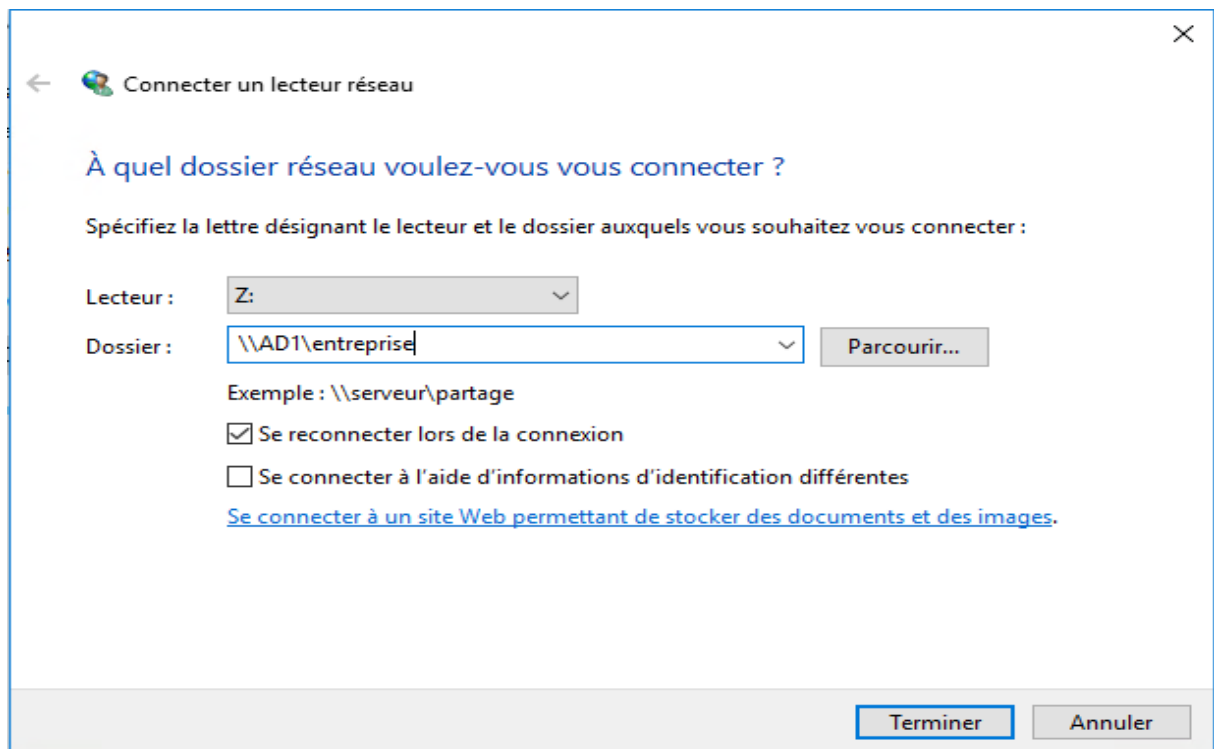 Connecter un lecteur réseau
À quel dossier réseau voulez-vous vous connecter ?
Spécifiez la lettre désignant le lecteur et le dossier auxquels vous souhaitez vous connecter :
Lecteur : Z:
Dossier : \\AD1\entreprise Parcourir...
Exemple : \\serveur\partage
Se reconnecter lors de la connexion
Se connecter à l'aide d'informations d'identification différentes
Se connecter à un site Web permettant de stocker des documents et des images.
Terminer Annuler